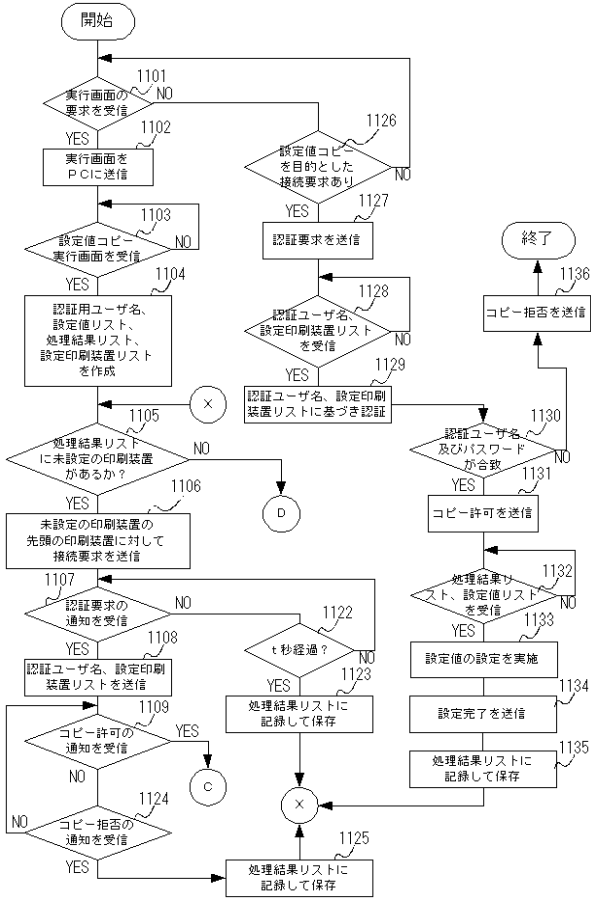 開始
1101
実行画面の
要求を受信
NO
YES
1102
実行画面を
PCに送信
1103
設定値コピー
実行画面を受信
NO
YES
1104
認証用ユーザ名、
設定値リスト、
処理結果リスト、
設定印刷装置リスト
を作成
X
1105
処理結果リスト
に未設定の印刷装置
があるか？
NO
D
YES
1106
未設定の印刷装置の
先頭の印刷装置に対して
接続要求を送信
1107
認証要求の
通知を受信
NO
YES
1108
認証ユーザ名、設定印刷
装置リストを送信
1109
コピー許可の
通知を受信
YES
C
NO
1124
コピー拒否の
通知を受信
NO
YES
1122
t秒経過？
NO
YES
1123
処理結果リストに
記録して保存
X
1125
処理結果リストに
記録して保存
1126
設定値コピー
を目的とした
接続要求あり
NO
YES
1127
認証要求を送信
1128
認証ユーザ名、
設定印刷装置リスト
を受信
NO
YES
1129
認証ユーザ名、設定印刷
装置リストに基づき認証
終了
1136
コピー拒否を送信
1130
認証ユーザ名
及びパスワード
が合致
NO
YES
1131
コピー許可を送信
1132
処理結果リ
スト、設定値リスト
を受信
NO
YES
1133
設定値の設定を実施
1134
設定完了を送信
1135
処理結果リストに
記録して保存